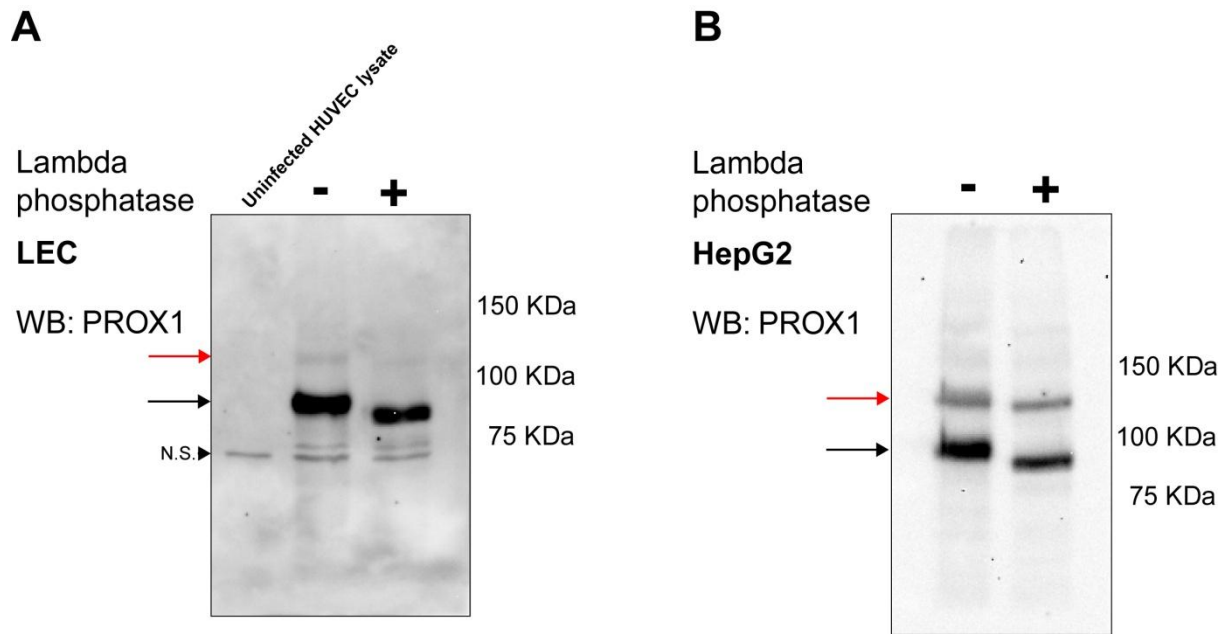 A
Uninfected HUVEC lysate
Lambda
phosphatase
-
+
LEC
WB: PROX1
N.S.
150 KDa
100 KDa
75 KDa
B
Lambda
phosphatase
-
+
HepG2
WB: PROX1
150 KDa
100 KDa
75 KDa